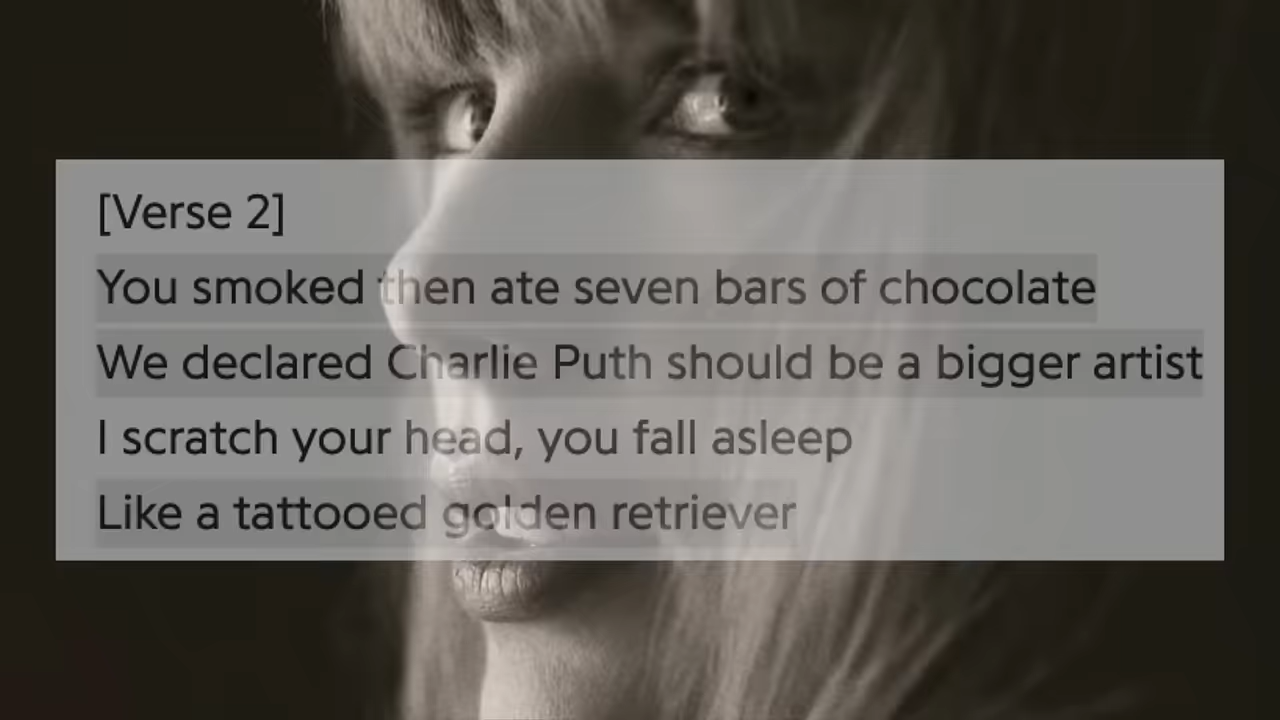 [Verse 2]
You smoked then ate seven bars of chocolate
We declared Charlie Puth should be a bigger artist
I scratch your head, you fall asleep
Like a tattooed golden retriever